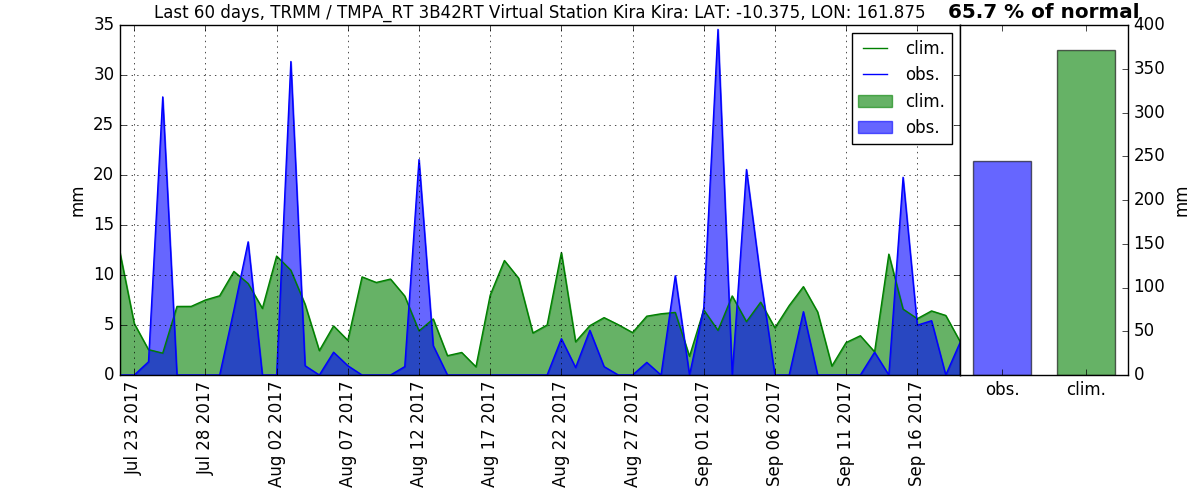 Last 60 days, TRMM / TMPA_RT 3B42RT Virtual Station Kira Kira: LAT: -10.375, LON: 161.875
65.7 % of normal
35
30
25
20
15
10
5
0
mm
clim.
obs.
clim.
obs.
Jul 23 2017
Jul 28 2017
Aug 02 2017
Aug 07 2017
Aug 12 2017
Aug 17 2017
Aug 22 2017
Aug 27 2017
Sep 01 2017
Sep 06 2017
Sep 11 2017
Sep 16 2017
400
350
300
250
200
150
100
50
0
mm
obs.
clim.